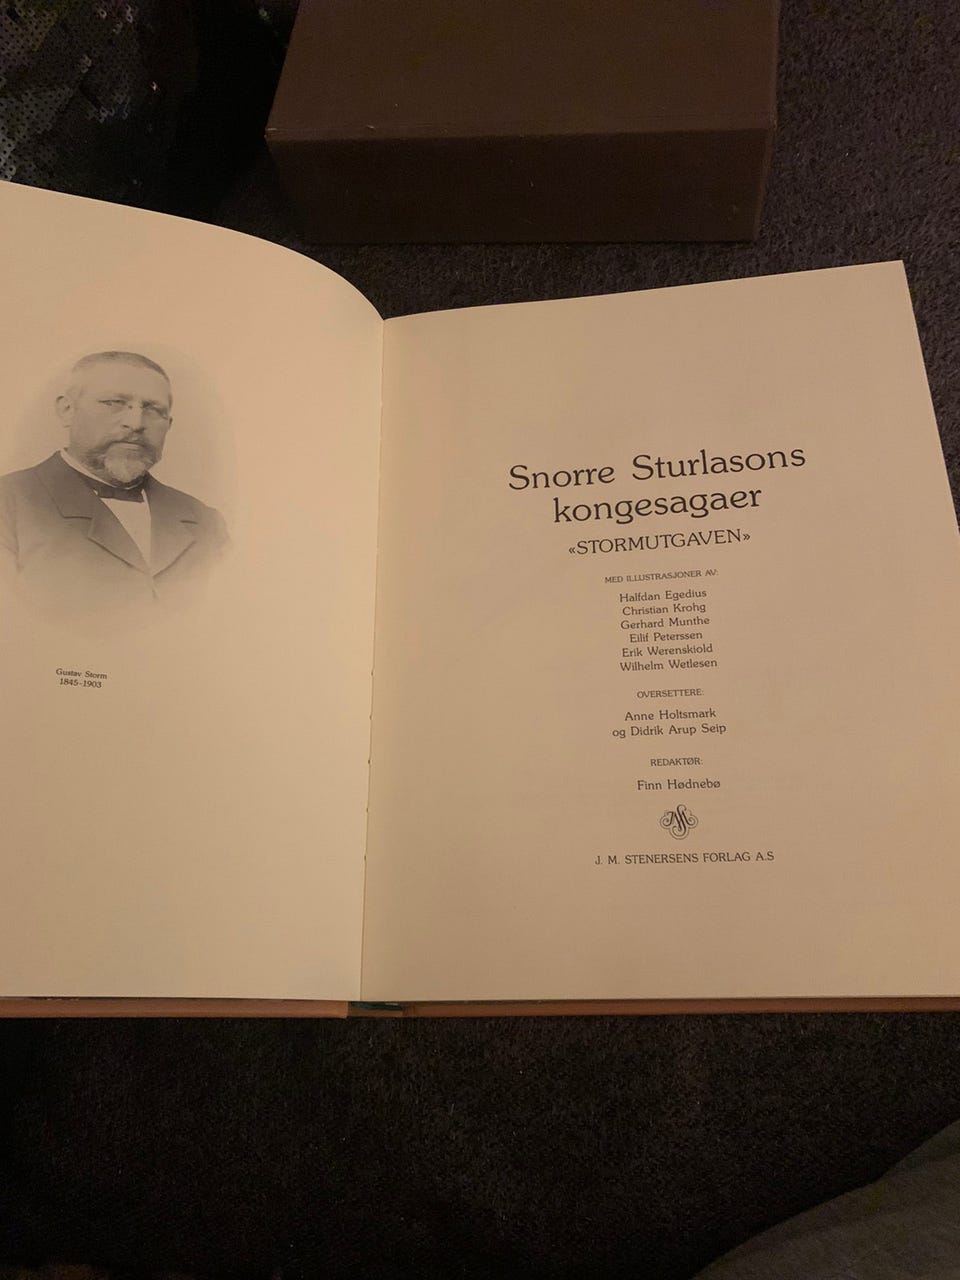 Gustav Storm
1845-1903
Snorre Sturlasons
kongesagaer
«STORMUTGAVEN»
MED ILLUSTRASJONER AV:
Halfdan Egedius
Christian Krohg
Gerhard Munthe
Eilif Peterssen
Erik Werenskiold
Wilhelm Wetlesen
OVERSETTERE:
Anne Holtsmark
og Didrik Arup Seip
REDAKTØR:
Finn Hødnebø
J. M. STENERSENS FORLAG A.S